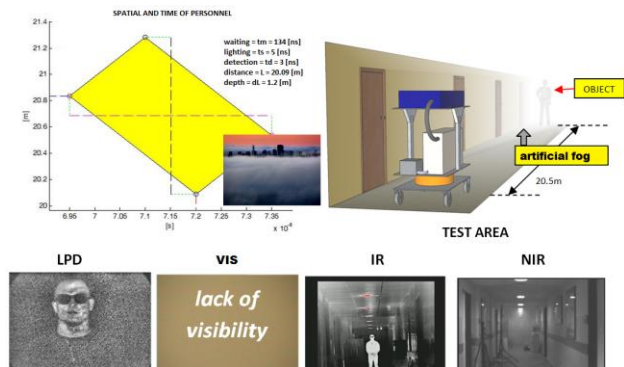 SPATIAL AND TIME OF PERSONNEL
21.4
21.2
21
20.8
20.6
20.4
20.2
20
[m]
6.95
7
7.05
7.1
7.15
7.2
7.25
7.3
7.35
[s]
x 10⁻⁸
waiting = tm = 134 [ns]
lighting = ts = 5 [ns]
detection = td = 3 [ns]
distance = L = 20.09 [m]
depth = dL = 1.2 [m]
OBJECT
artificial fog
20.5m
TEST AREA
LPD
VIS
IR
NIR
lack of
visibility